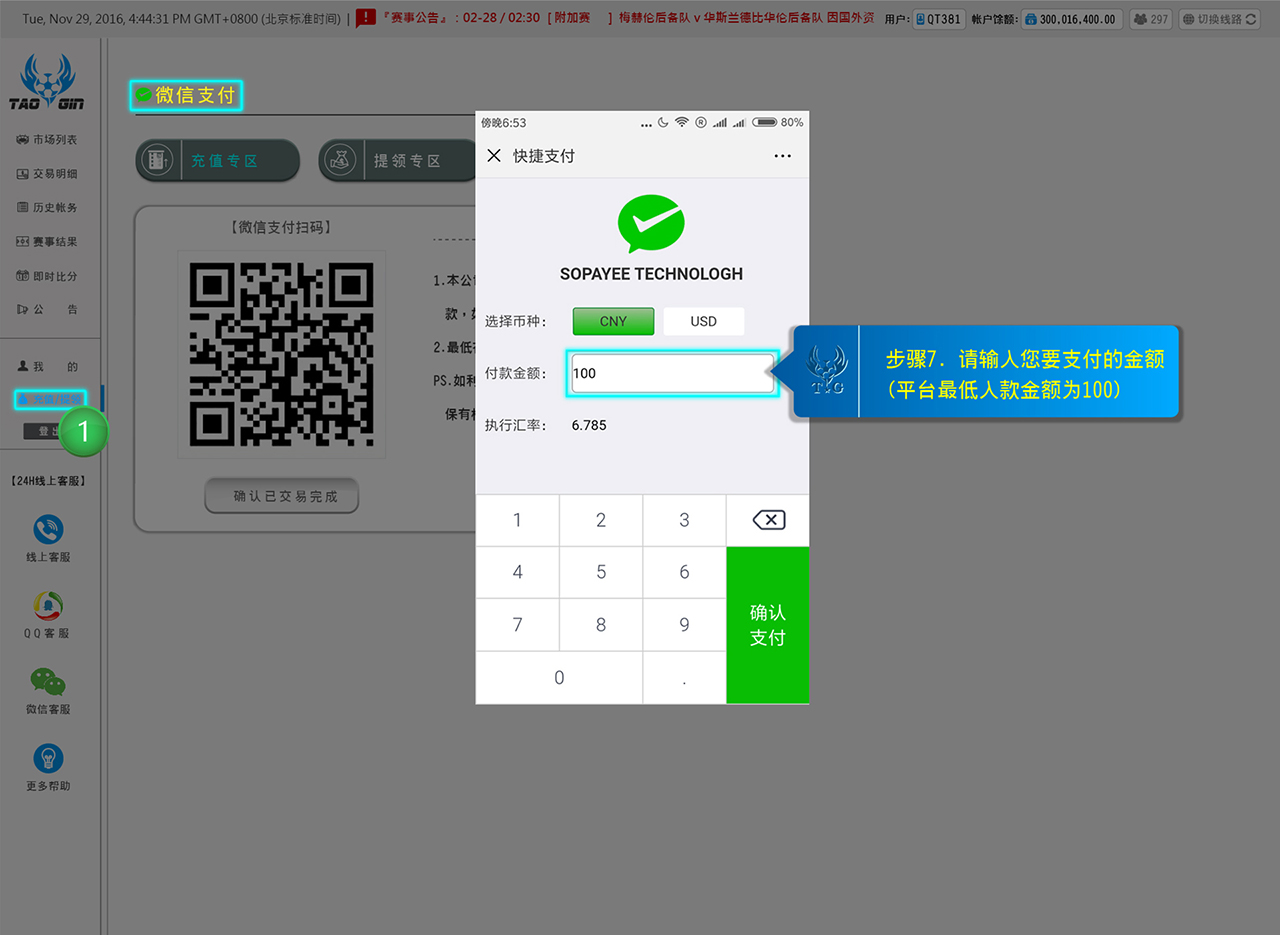 Tue, Nov 29, 2016, 4:44:31 PM GMT+0800 (北京标准时间) | 『赛事公告』：02-28 / 02:30 [ 附加赛 ] 梅赫伦后备队 v 华斯兰德比华伦后备队 因国外资 用户: QT381 帐户馀额: 300,016,400.00 297 切换线路
TAO GIN
市场列表
交易明细
历史帐务
赛事结果
即时比分
公 告
我 的
登出
1
【24H线上客服】
线上客服
QQ客服
微信客服
更多帮助
微信支付
充值专区
提领专区
【微信支付扫码】
1.本公
款，
2.最低
PS.如利
保有
确认已交易完成
傍晚6:53 80%
快捷支付
SOPAYEE TECHNOLOGH
选择币种： CNY USD
付款金额： 100
执行汇率： 6.785
1 2 3
4 5 6
7 8 9
0 .
确认
支付
T G
步骤7. 请输入您要支付的金额
(平台最低入款金额为100)